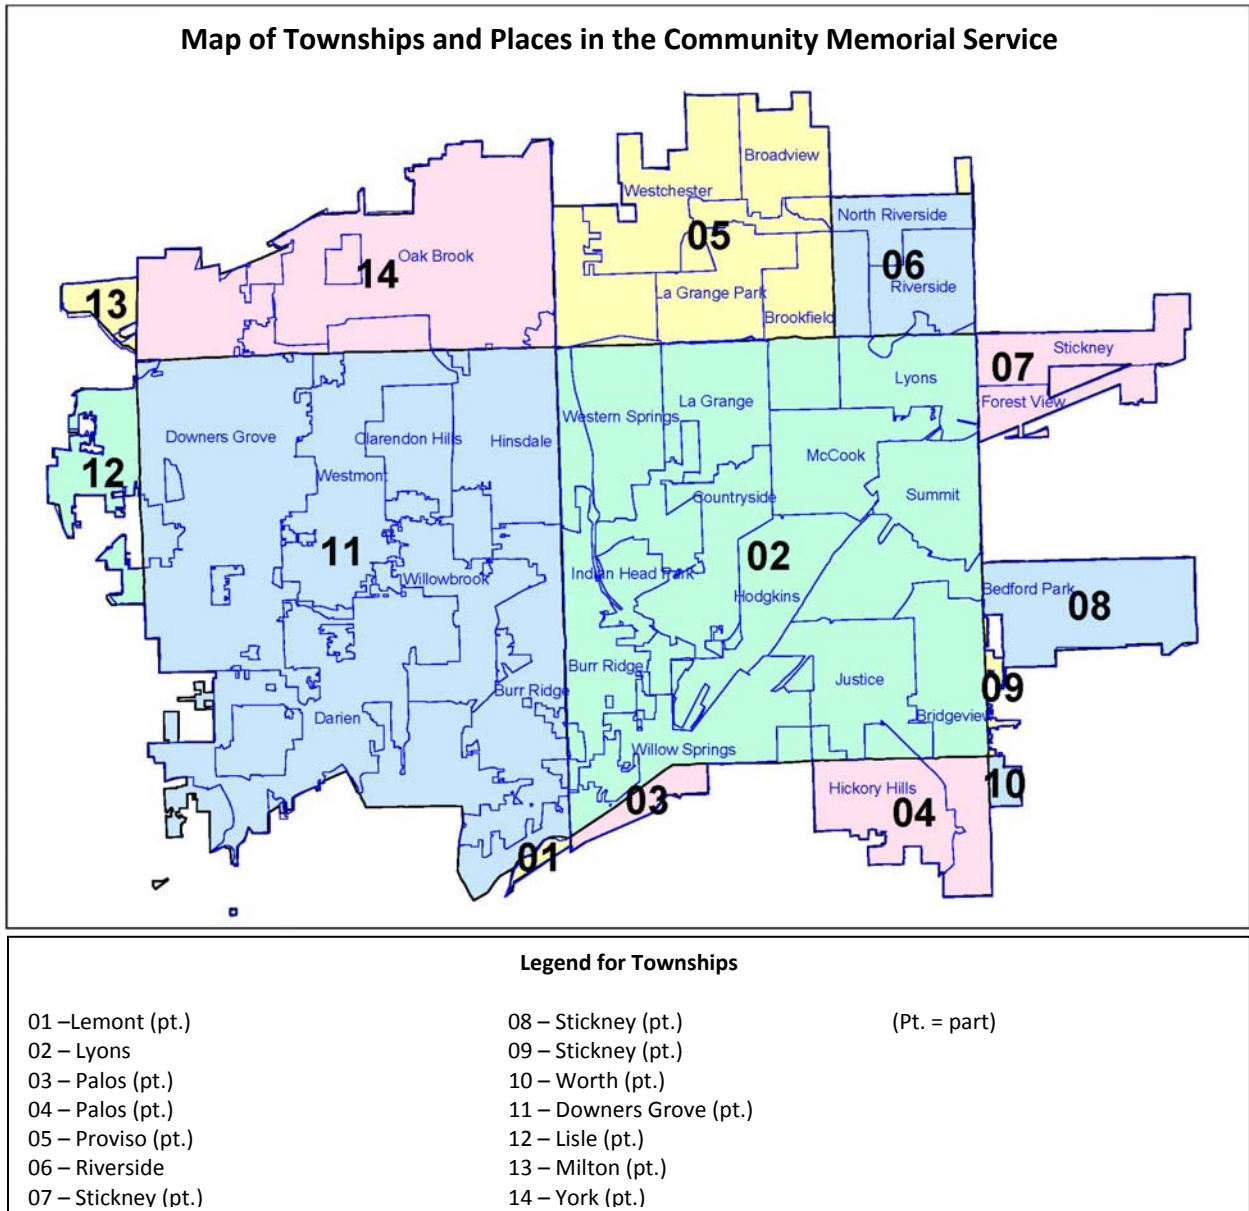 Map of Townships and Places in the Community Memorial Service
Broadview
Westchester
North Riverside
05
Oak Brook
14
06
Riverside
13
La Grange Park
Brookfield
Stickney
07
Lyons
Forest View
La Grange
Western Springs
Downers Grove
Clarendon Hills
Hinsdale
McCook
12
Westmont
Countryside
Summit
11
02
Willowbrook
Indian Head Park
Hodgkins
Bedford Park
08
Burr Ridge
Justice
09
Burr Ridge
Darien
Bridgeview
Willow Springs
10
Hickory Hills
03
04
01
Legend for Townships
01 –Lemont (pt.)
02 – Lyons
03 – Palos (pt.)
04 – Palos (pt.)
05 – Proviso (pt.)
06 – Riverside
07 – Stickney (pt.)
08 – Stickney (pt.)
09 – Stickney (pt.)
10 – Worth (pt.)
11 – Downers Grove (pt.)
12 – Lisle (pt.)
13 – Milton (pt.)
14 – York (pt.)
(Pt. = part)